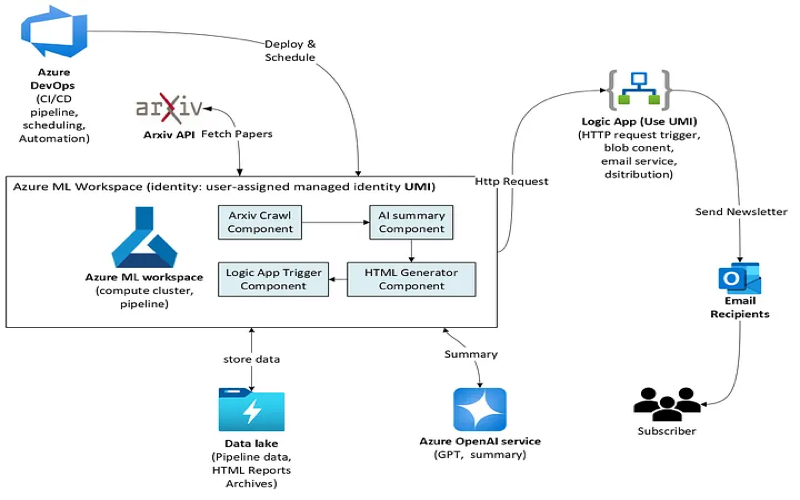 Azure
DevOps
(CI/CD
pipeline,
scheduling,
Automation)
Deploy &
Schedule
arXiv
Arxiv API
Fetch Papers
Azure ML Workspace (identity: user-assigned managed identity UMI)
Arxiv Crawl
Component
AI summary
Component
Azure ML workspace
(compute cluster,
pipeline)
Logic App Trigger
Component
HTML Generator
Component
Http Request
Logic App (Use UMI)
(HTTP request trigger,
blob conent,
email service,
dsitribution)
Send Newsletter
O
Email
Recipients
Subscriber
store data
Data lake
(Pipeline data,
HTML Reports
Archives)
Summary
Azure OpenAI service
(GPT, summary)